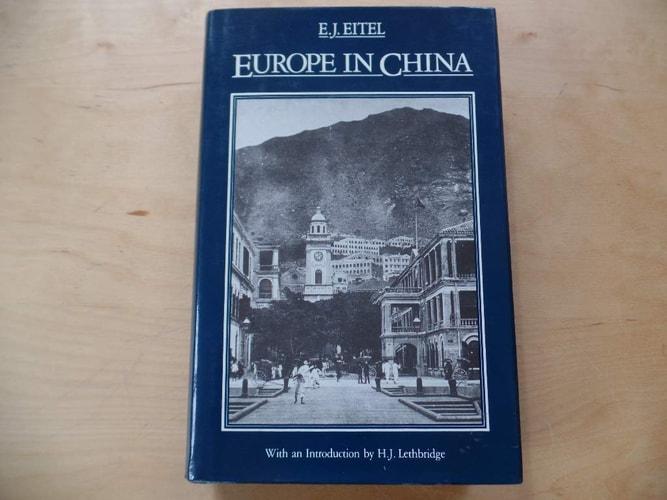 E.J. EITEL
EUROPE IN CHINA
With an Introduction by H.J. Lethbridge